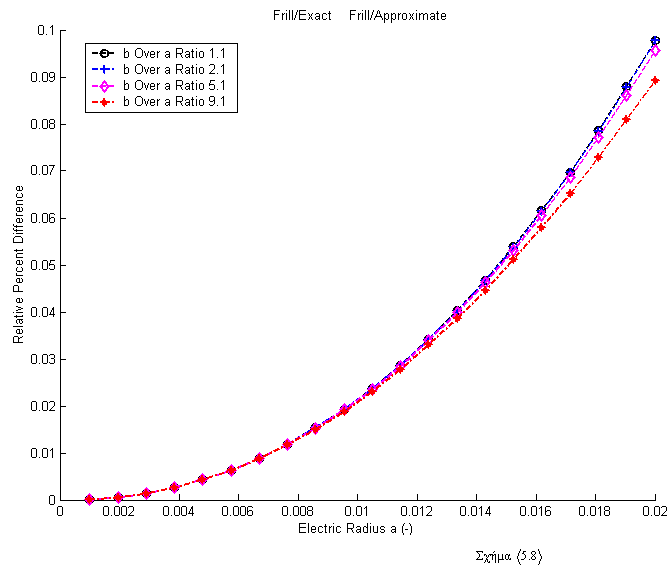 Frill/Exact Frill/Approximate
0.1
0.09
0.08
0.07
0.06
0.05
0.04
0.03
0.02
0.01
0
Relative Percent Difference
b Over a Ratio 1.1
b Over a Ratio 2.1
b Over a Ratio 5.1
b Over a Ratio 9.1
0 0.002 0.004 0.006 0.008 0.01 0.012 0.014 0.016 0.018 0.02
Electric Radius a (-)
Σχήμα ⟨5.8⟩